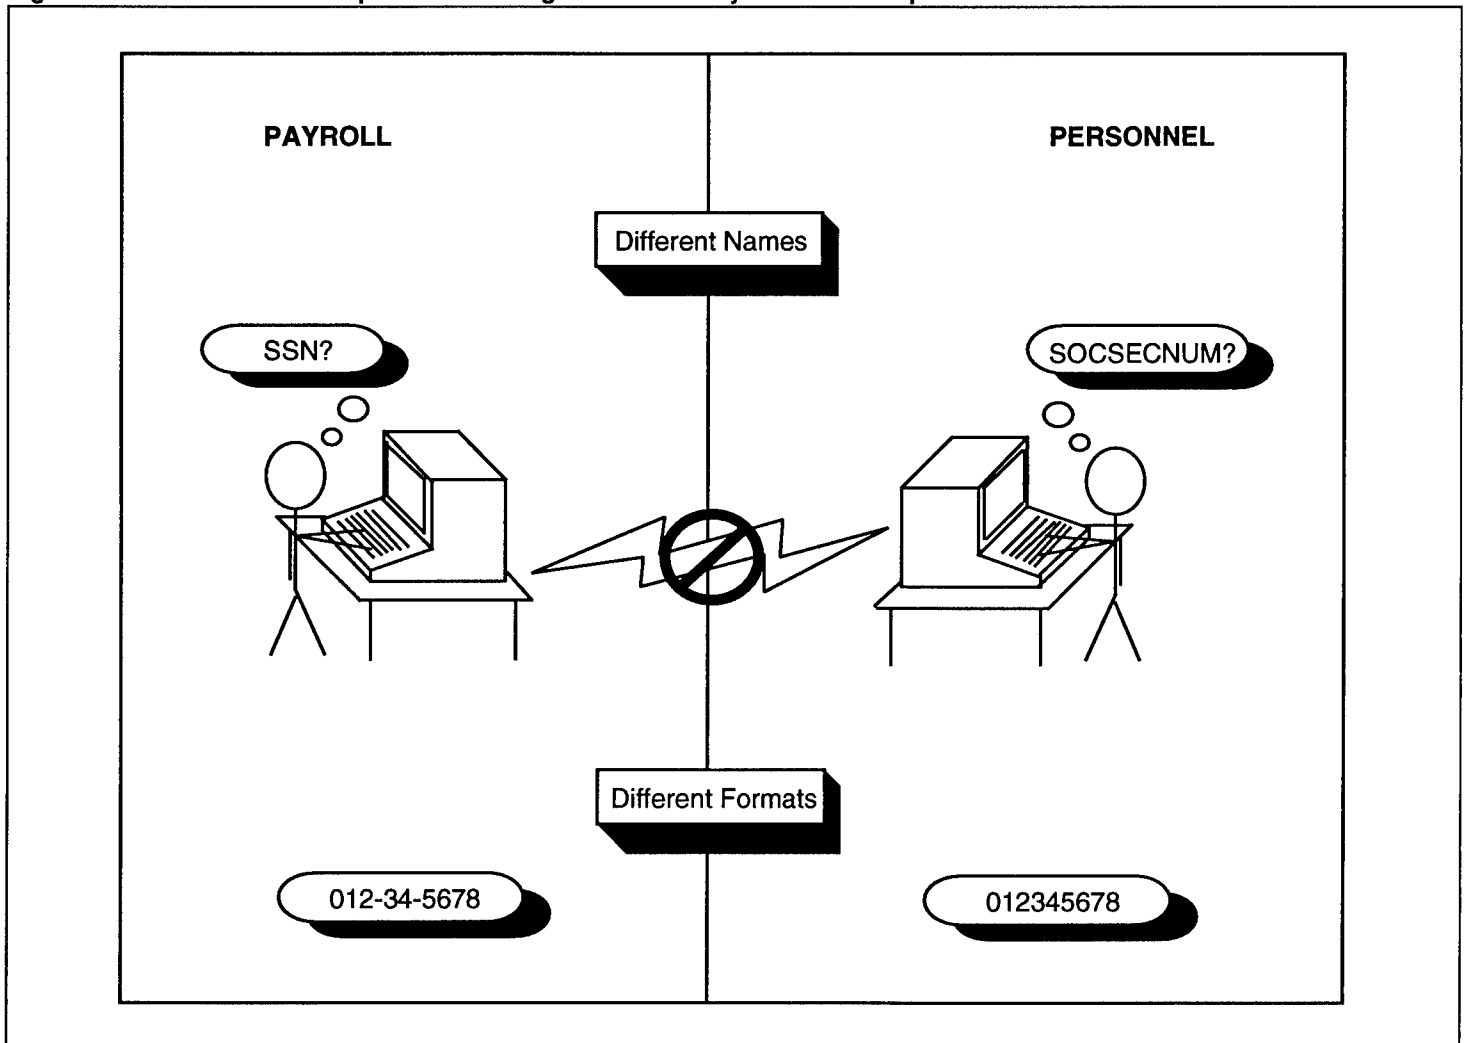 PAYROLL
PERSONNEL
Different Names
SSN?
SOCSECNUM?
Different Formats
012-34-5678
012345678